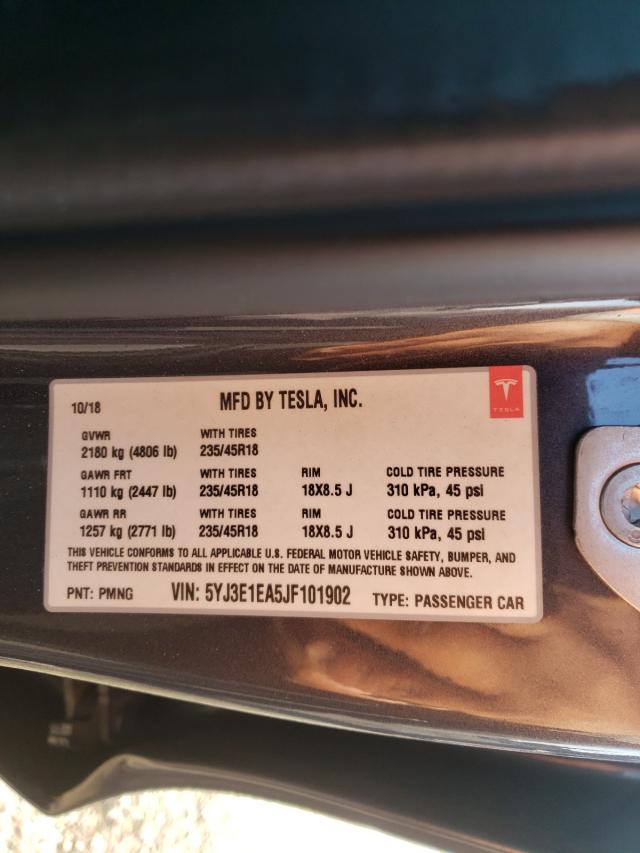 10/18 MFD BY TESLA, INC.
TESLA
GVWR WITH TIRES
2180 kg (4806 lb) 235/45R18
GAWR FRT WITH TIRES RIM COLD TIRE PRESSURE
1110 kg (2447 lb) 235/45R18 18X8.5 J 310 kPa, 45 psi
GAWR RR WITH TIRES RIM COLD TIRE PRESSURE
1257 kg (2771 lb) 235/45R18 18X8.5 J 310 kPa, 45 psi
THIS VEHICLE CONFORMS TO ALL APPLICABLE U.S. FEDERAL MOTOR VEHICLE SAFETY, BUMPER, AND
THEFT PREVENTION STANDARDS IN EFFECT ON THE DATE OF MANUFACTURE SHOWN ABOVE.
PNT: PMNG VIN: 5YJ3E1EA5JF101902 TYPE: PASSENGER CAR